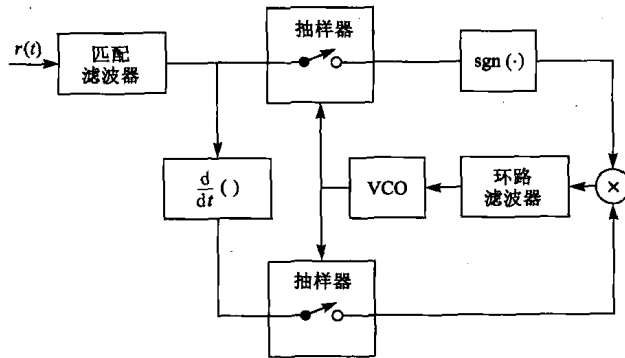 r(t)
匹配
滤波器
抽样器
sgn (·)
d
dt
( )
VCO
环路
滤波器
×
抽样器